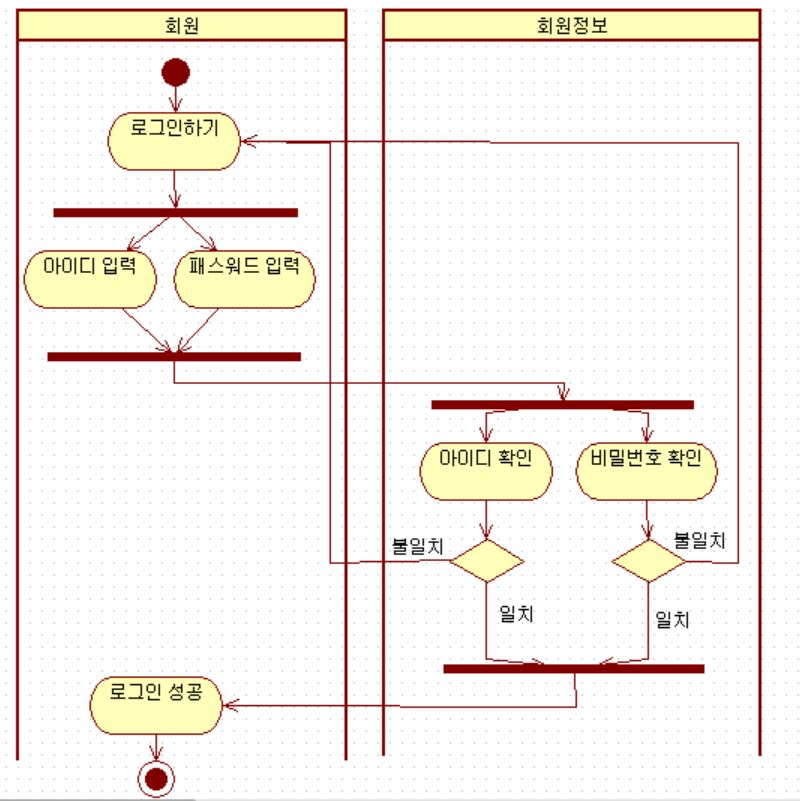 회원
회원정보
로그인하기
아이디 입력
패스워드 입력
아이디 확인
비밀번호 확인
불일치
불일치
일치
일치
로그인 성공